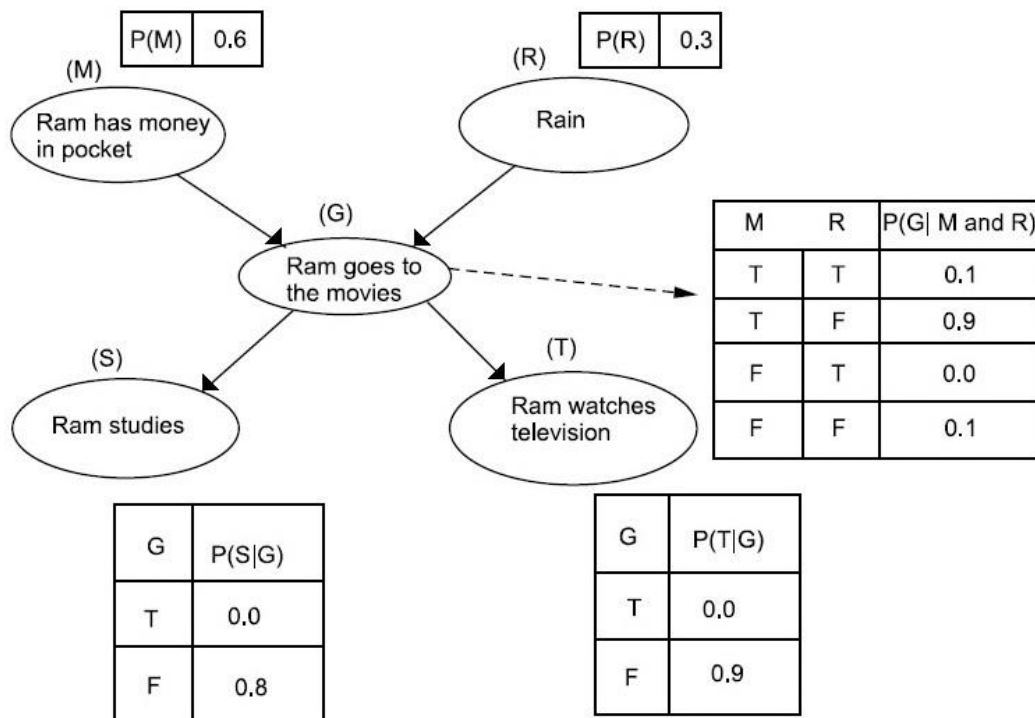 P(M) 0.6
P(R) 0.3
(M)
(R)
Ram has money
in pocket
Rain
(G)
Ram goes to
the movies
M R P(G| M and R)
T T 0.1
T F 0.9
F T 0.0
F F 0.1
(S)
Ram studies
(T)
Ram watches
television
G P(S|G)
T 0.0
F 0.8
G P(T|G)
T 0.0
F 0.9